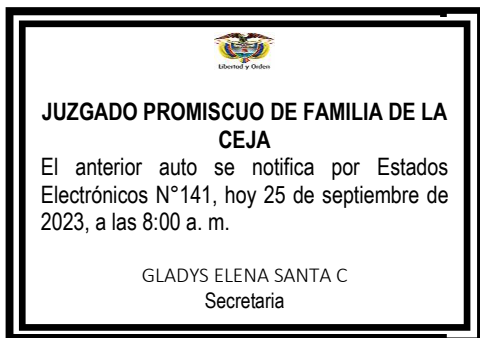 Libertad y Orden
JUZGADO PROMISCUO DE FAMILIA DE LA
CEJA
El anterior auto se notifica por Estados
Electrónicos N°141, hoy 25 de septiembre de
2023, a las 8:00 a. m.
GLADYS ELENA SANTA C
Secretaria